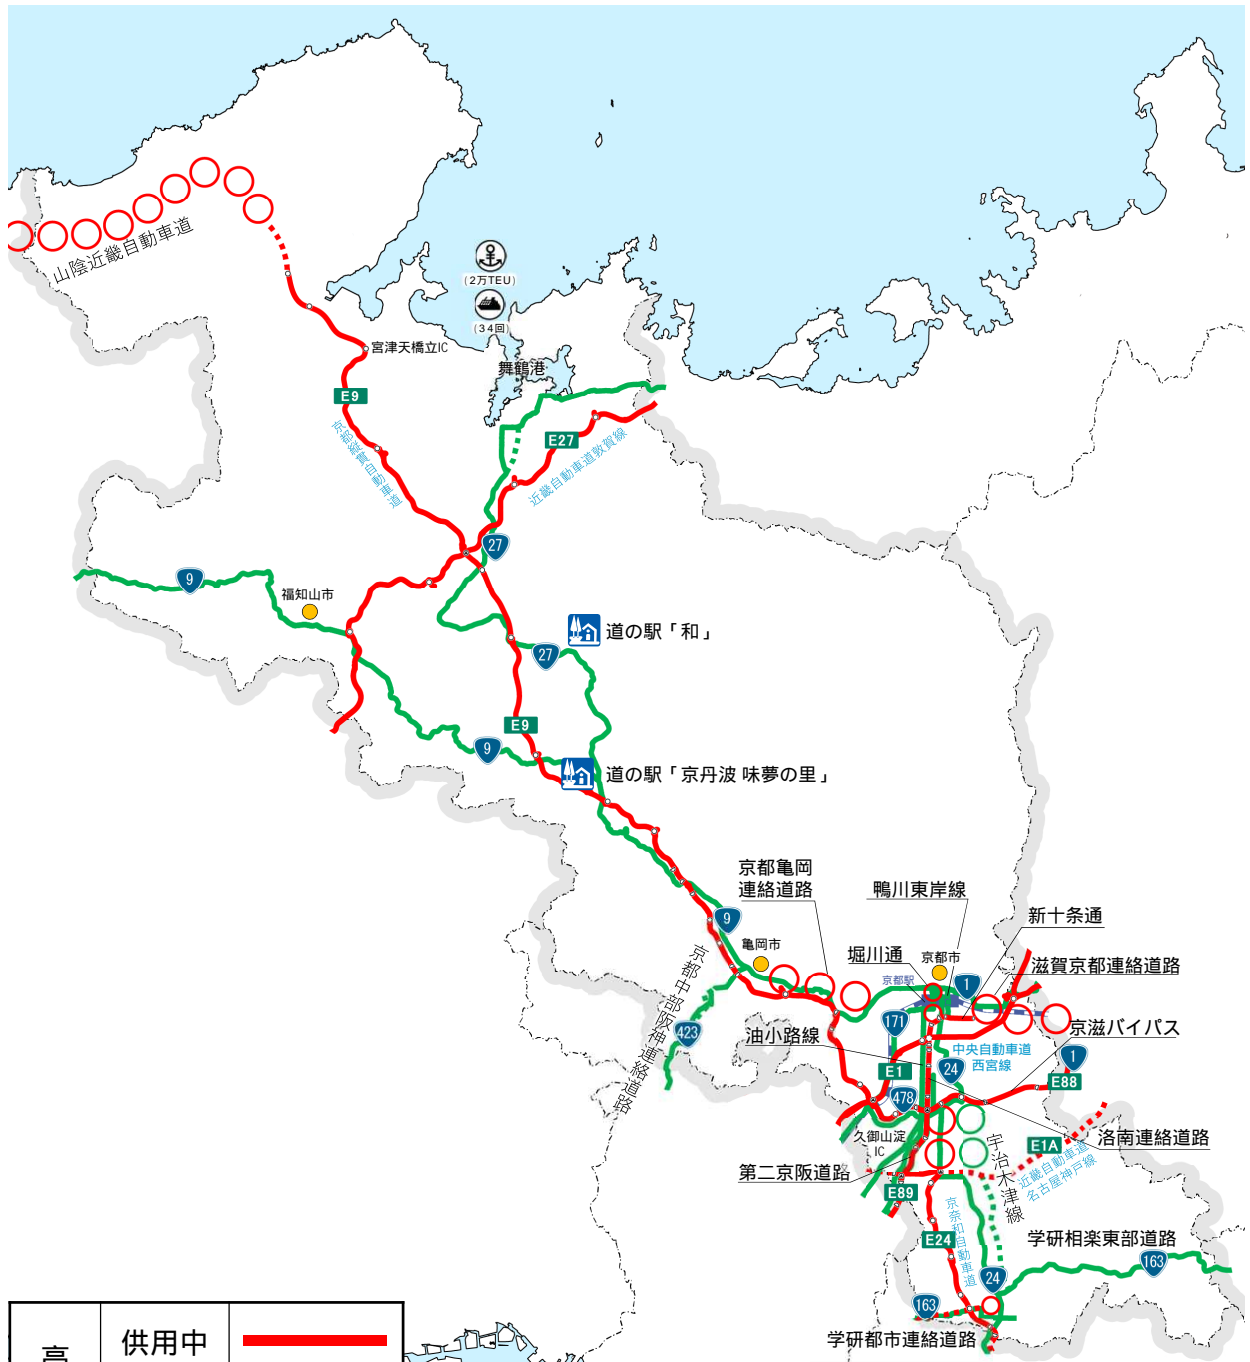 山陰近畿自動車道
(2万TEU)
(34回)
舞鶴港
宮津天橋立IC
E9
京都縦貫自動車道
E27
近畿自動車道敦賀線
27
9
福知山市
道の駅「和」
27
E9
9
道の駅「京丹波 味夢の里」
京都亀岡
連絡道路
鴨川東岸線
新十条通
9
亀岡市
堀川通
京都市
滋賀京都連絡道路
京都駅
1
京都中部阪神連絡道路
423
油小路線
171
京滋バイパス
中央自動車道
西宮線
1
E1
24
E88
478
久御山淀
IC
宇治木津線
E1A
洛南連絡道路
近畿自動車道
名古屋神戸線
第二京阪道路
E89
京奈和自動車道
E24
学研相楽東部道路
163
24
163
学研都市連絡道路
供用中
高